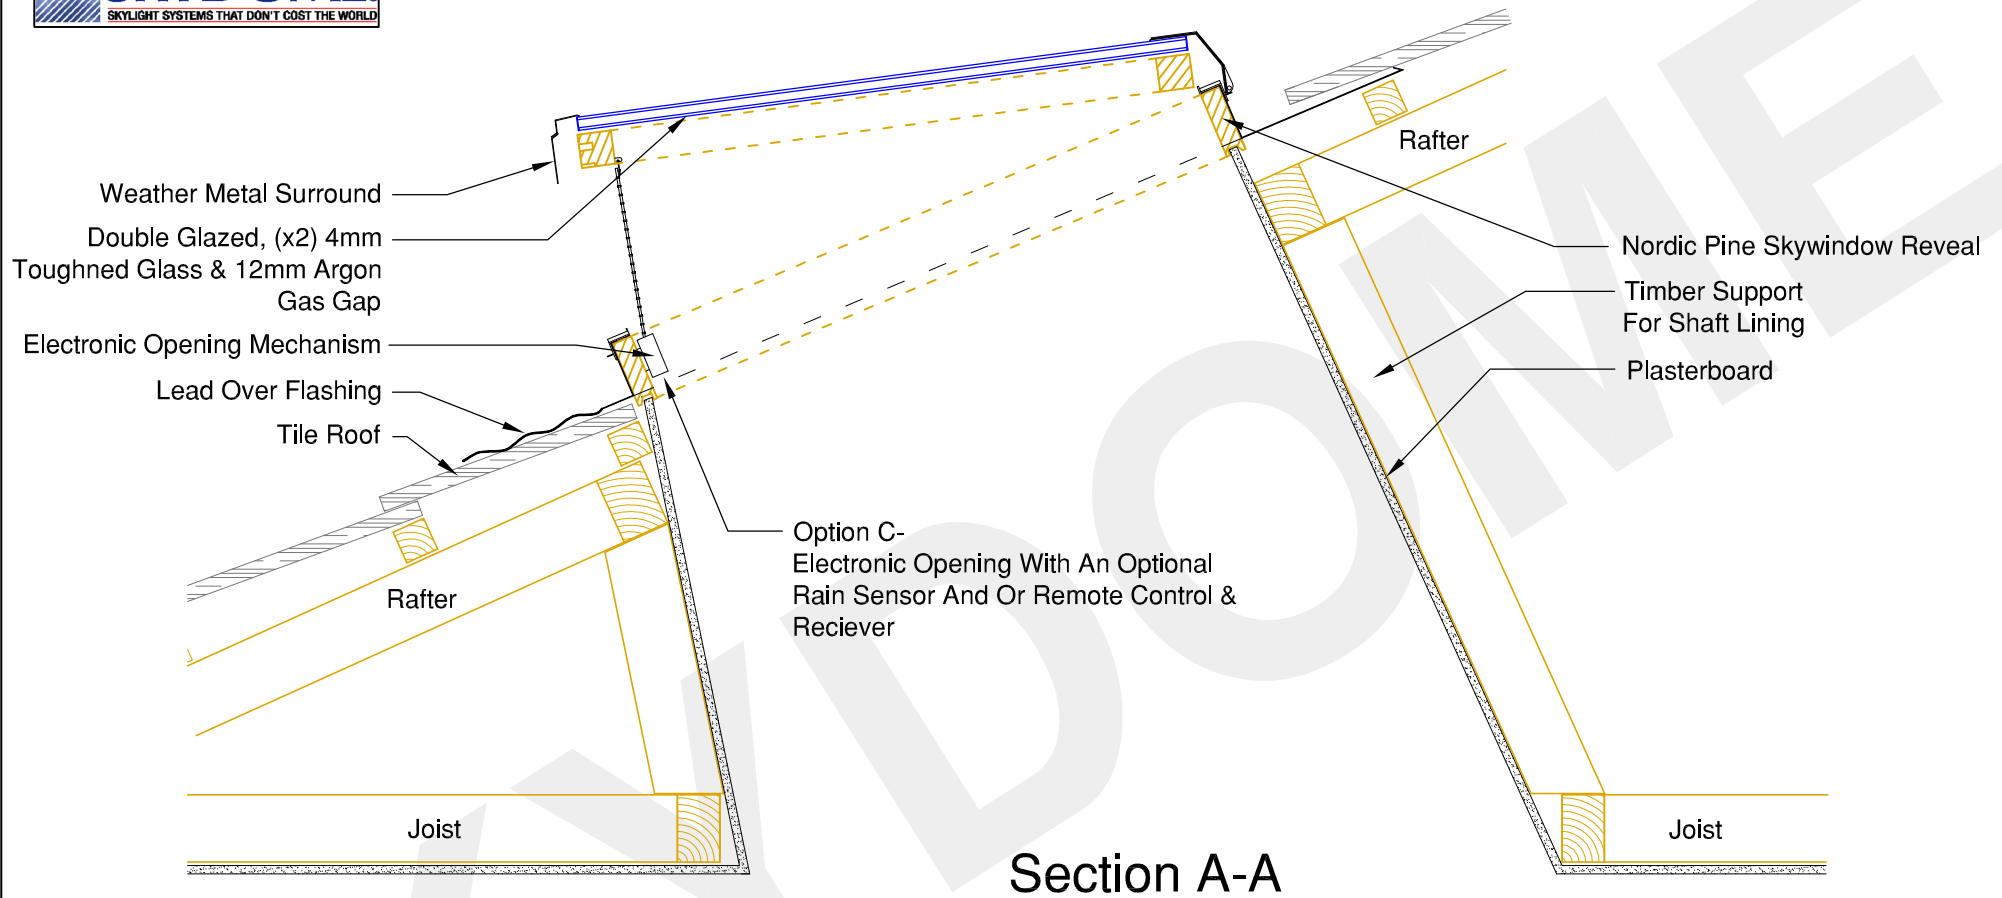 SKYLIGHT SYSTEMS THAT DON'T COST THE WORLD
Weather Metal Surround
Double Glazed, (x2) 4mm
Toughned Glass & 12mm Argon
Gas Gap
Electronic Opening Mechanism
Lead Over Flashing
Tile Roof
Rafter
Nordic Pine Skywindow Reveal
Timber Support
For Shaft Lining
Plasterboard
Option C-
Electronic Opening With An Optional
Rain Sensor And Or Remote Control &
Reciever
Rafter
Joist
Joist
Section A-A
YDOME